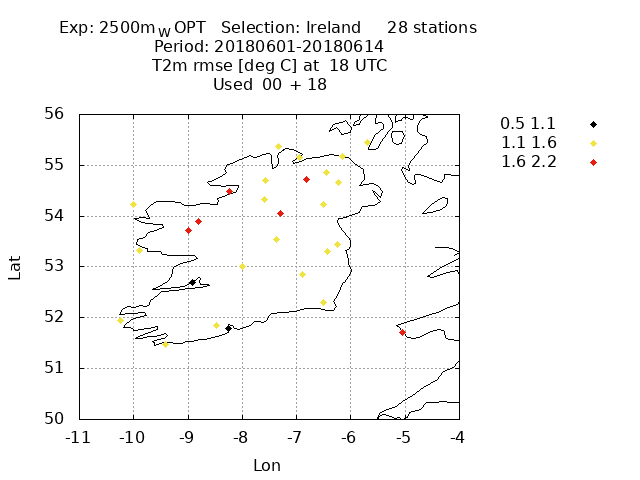 Exp: 2500m_W OPT   Selection: Ireland     28 stations
Period: 20180601-20180614
T2m rmse [deg C] at  18 UTC
Used  00 + 18
0.5 1.1
1.1 1.6
1.6 2.2
56
55
54
53
52
51
50
Lat
-11 -10 -9 -8 -7 -6 -5 -4
Lon